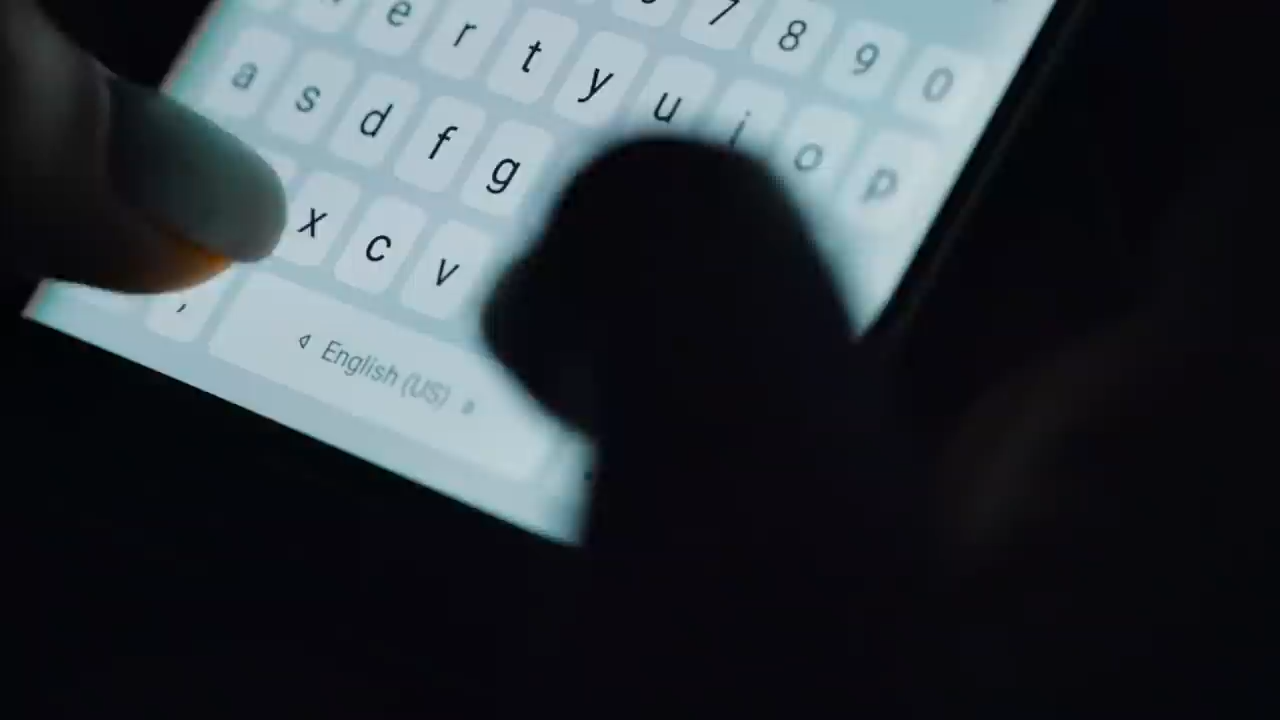 7 8 9 0
e r t y u i o p
a s d f g
x c v
, English (US)